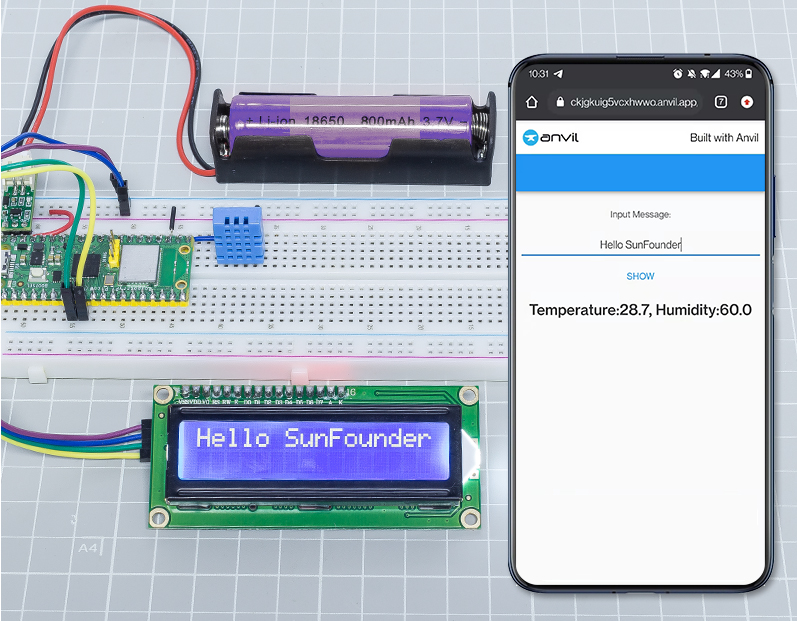 + Li-ion 18650 800mAh 3.7V -
Hello SunFounder
A4
10:31
43%
ckjgkuig5vcxhwwo.anvil.app
7
anvil
Built with Anvil
Input Message:
Hello SunFounder
SHOW
Temperature:28.7, Humidity:60.0